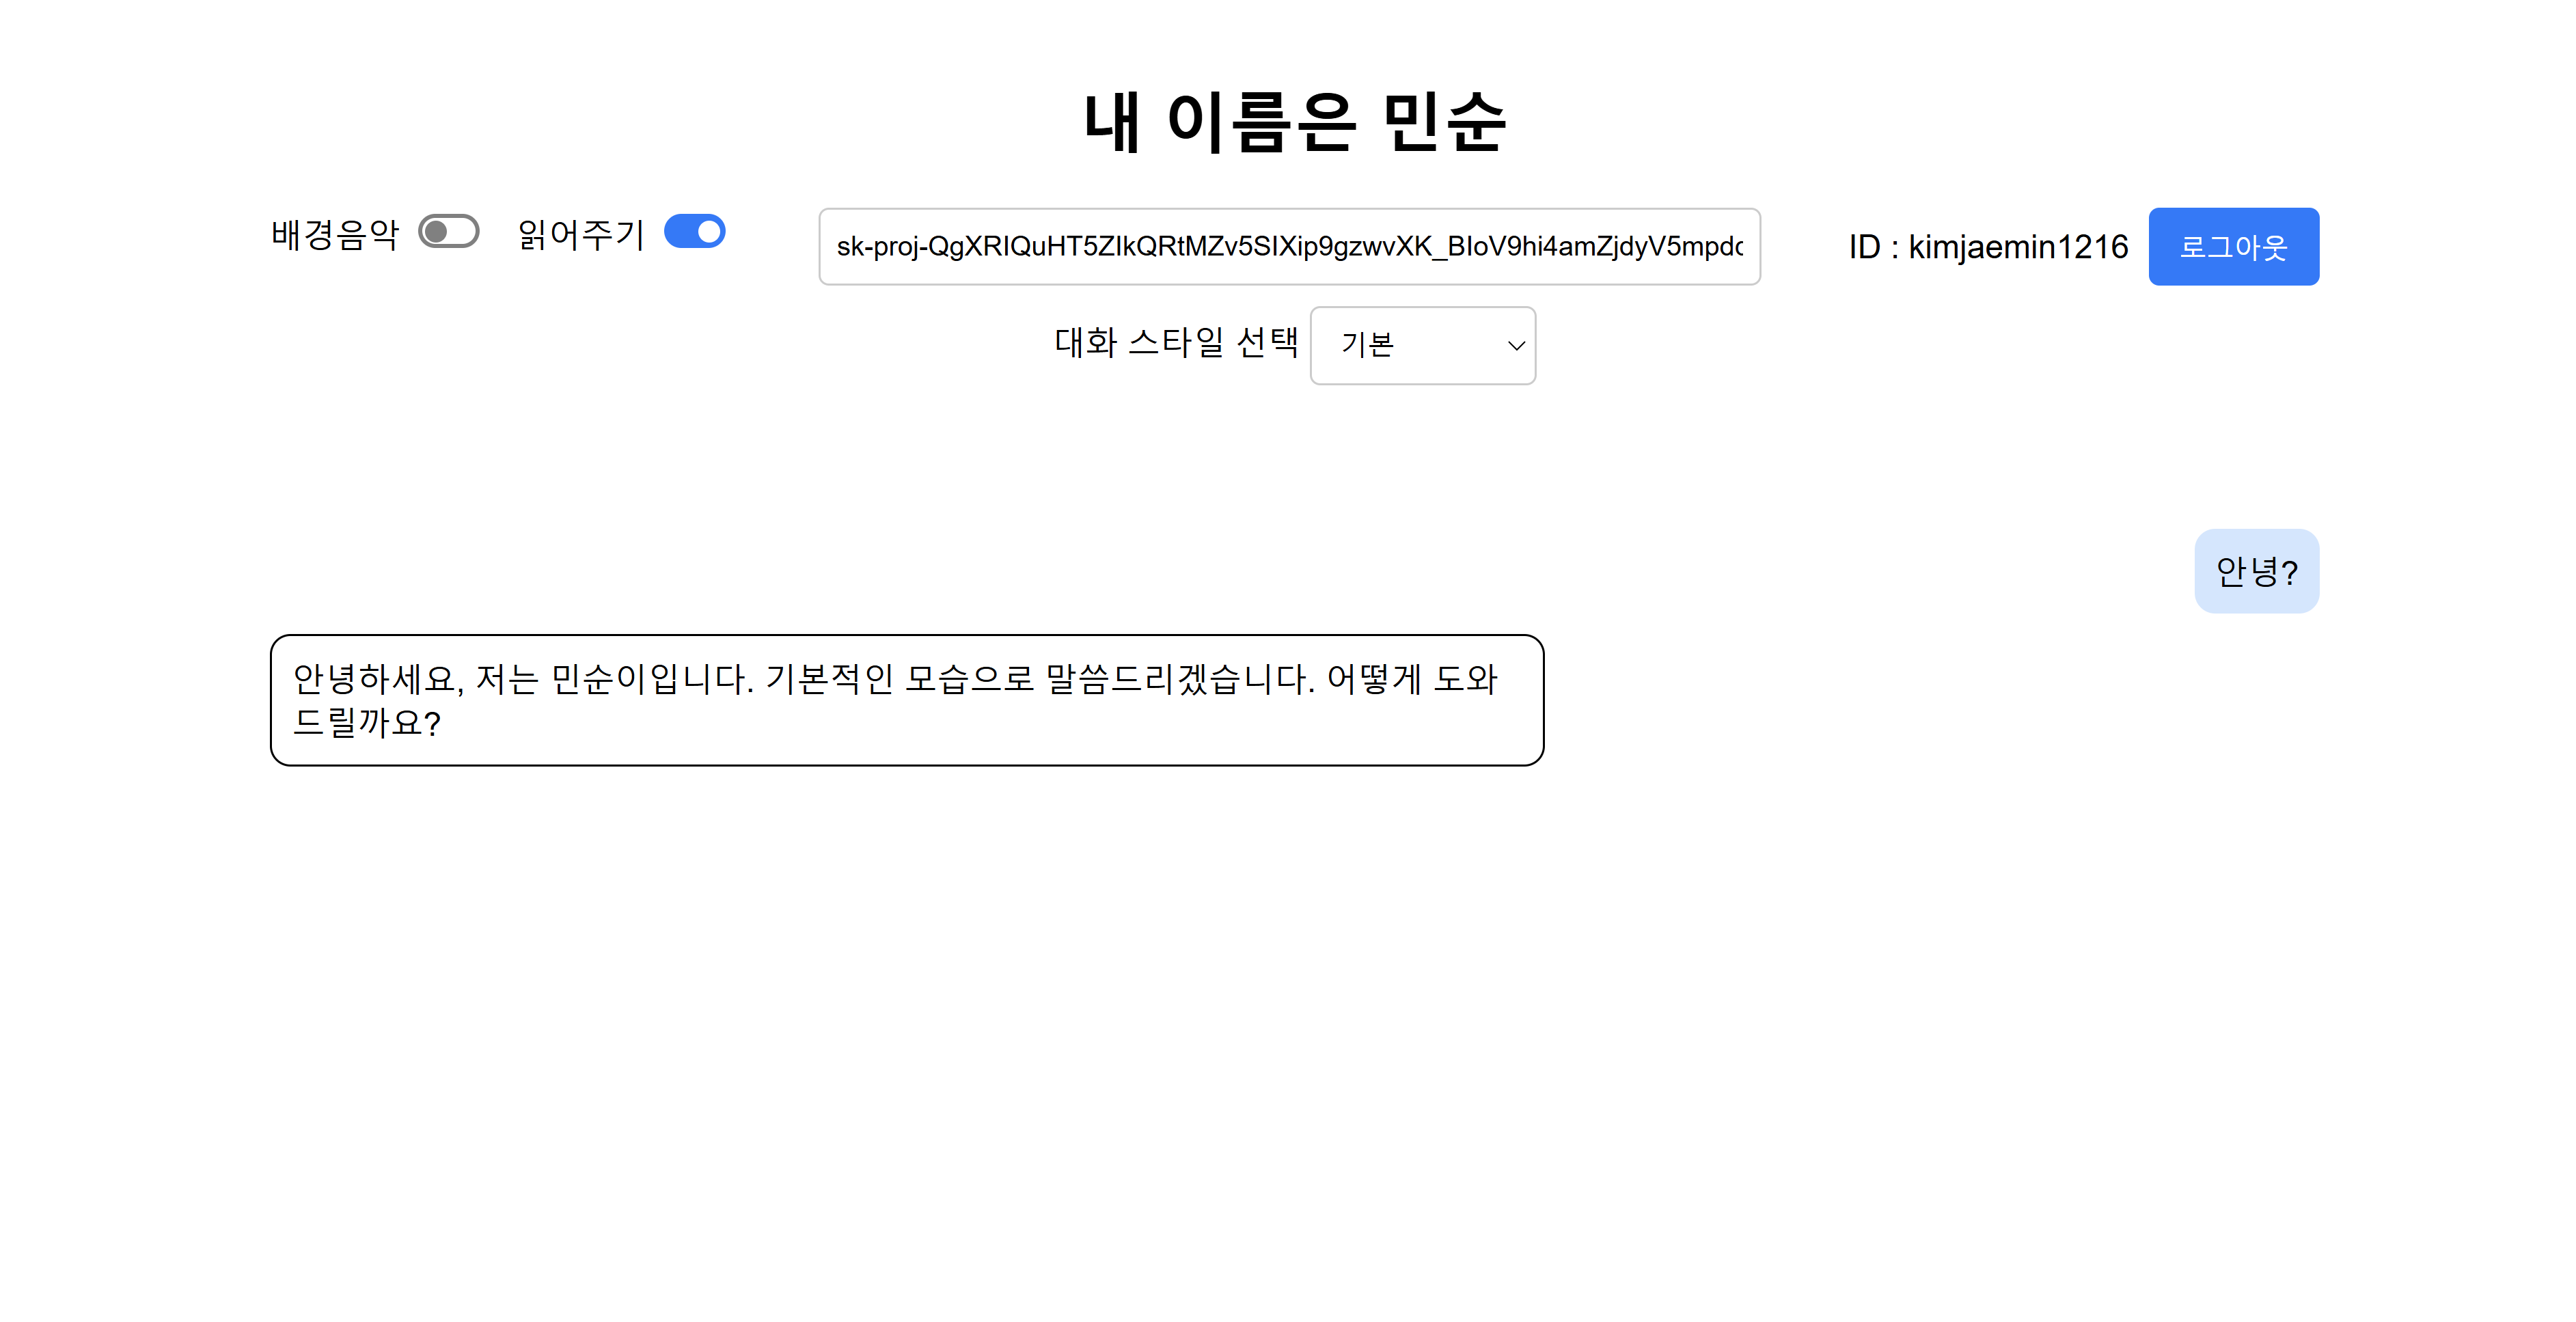 내 이름은 민순
배경음악 읽어주기 sk-proj-QgXRIQuHT5ZIkQRtMZv5SIXip9gzwvXK_BIoV9hi4amZjdyV5mpdc ID : kimjaemin1216 로그아웃
대화 스타일 선택 기본
안녕?
안녕하세요, 저는 민순이입니다. 기본적인 모습으로 말씀드리겠습니다. 어떻게 도와
드릴까요?